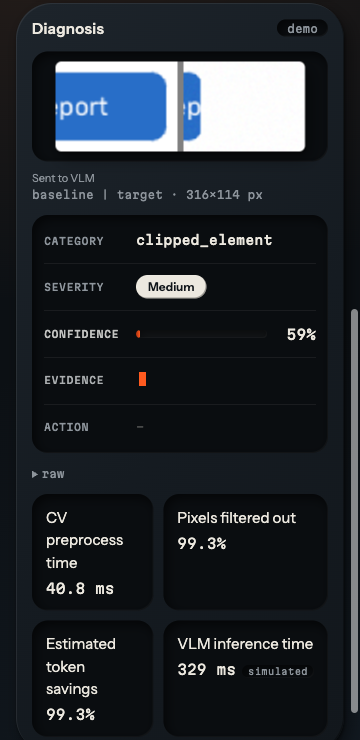 Diagnosis
demo
eport
ep
Sent to VLM
baseline | target · 316×114 px
CATEGORY clipped_element
SEVERITY Medium
CONFIDENCE 59%
EVIDENCE
ACTION –
▶ raw
CV preprocess time
40.8 ms
Pixels filtered out
99.3%
Estimated token savings
99.3%
VLM inference time
329 ms simulated